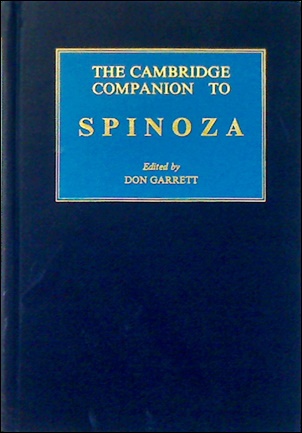 THE CAMBRIDGE
COMPANION TO
SPINOZA
Edited by
DON GARRETT